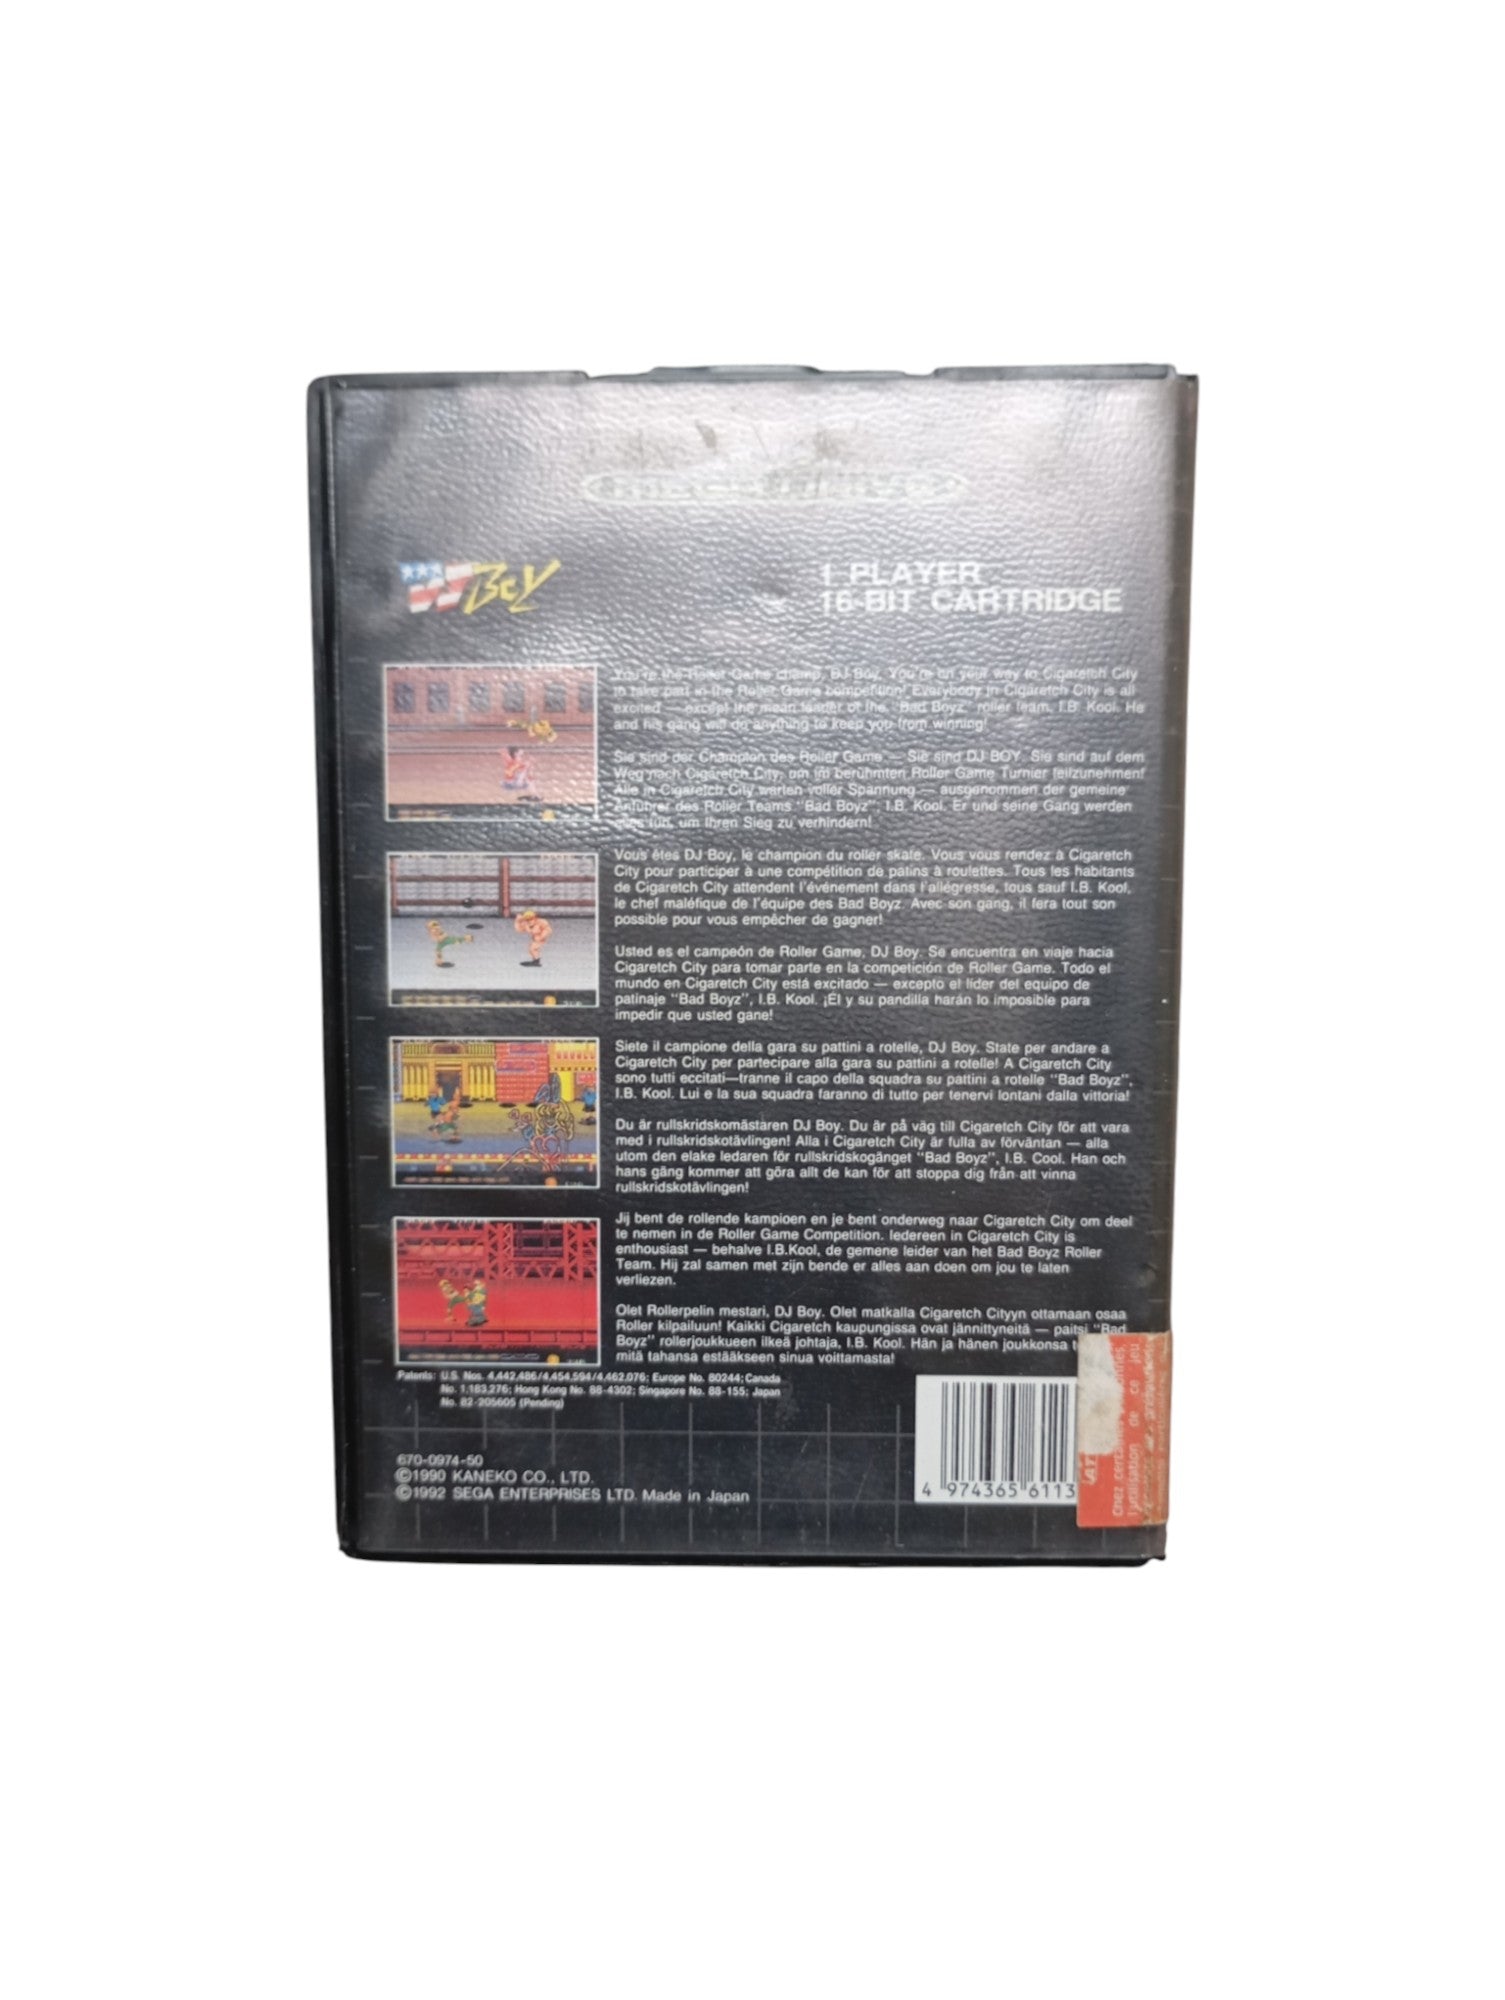 Boy
1 PLAYER
16-BIT CARTRIDGE
You're the Roller Game champ, DJ Boy. You're on your way to Cigaretch City
to take part in the Roller Game competition! Everybody in Cigaretch City is all
excited — except the mean leader of the "Bad Boyz" roller team, I.B. Kool. He
and his gang will do anything to keep you from winning!
Sie sind der Champion des Roller Game — Sie sind DJ BOY. Sie sind auf dem
Weg nach Cigaretch City, um im berühmten Roller Game Turnier teilzunehmen!
Alle in Cigaretch City warten voller Spannung — ausgenommen der gemeine
Anführer des Roller Teams "Bad Boyz", I.B. Kool. Er und seine Gang werden
alles tun, um Ihren Sieg zu verhindern!
Vous êtes DJ Boy, le champion du roller skate. Vous vous rendez à Cigaretch
City pour participer à une compétition de patins à roulettes. Tous les habitants
de Cigaretch City attendent l'événement dans l'allégresse, tous sauf I.B. Kool,
le chef maléfique de l'équipe des Bad Boyz. Avec son gang, il fera tout son
possible pour vous empêcher de gagner!
Usted es el campeón de Roller Game, DJ Boy. Se encuentra en viaje hacia
Cigaretch City para tomar parte en la competición de Roller Game. Todo el
mundo en Cigaretch City está excitado — excepto el líder del equipo de
patinaje "Bad Boyz", I.B. Kool. ¡Él y su pandilla harán lo imposible para
impedir que usted gane!
Siete il campione della gara su pattini a rotelle, DJ Boy. State per andare a
Cigaretch City per partecipare alla gara su pattini a rotelle! A Cigaretch City
sono tutti eccitati—tranne il capo della squadra su pattini a rotelle "Bad Boyz",
I.B. Kool. Lui e la sua squadra faranno di tutto per tenervi lontani dalla vittoria!
Du är rullskridskomästaren DJ Boy. Du är på väg till Cigaretch City för att vara
med i rullskridskotävlingen! Alla i Cigaretch City är fulla av förväntan — alla
utom den elake ledaren för rullskridskogänget "Bad Boyz", I.B. Cool. Han och
hans gäng kommer att göra allt de kan för att stoppa dig från att vinna
rullskridskotävlingen!
Jij bent de rollende kampioen en je bent onderweg naar Cigaretch City om deel
te nemen in de Roller Game Competition. Iedereen in Cigaretch City is
enthousiast — behalve I.B.Kool, de gemene leider van het Bad Boyz Roller
Team. Hij zal samen met zijn bende er alles aan doen om jou te laten
verliezen.
Olet Rollerpelin mestari, DJ Boy. Olet matkalla Cigaretch Cityyn ottamaan osaa
Roller kilpailuun! Kaikki Cigaretch kaupungissa ovat jännittyneitä — paitsi "Bad
Boyz" rollerjoukkueen ilkeä johtaja, I.B. Kool. Hän ja hänen joukkonsa
mitä tahansa estääkseen sinua voittamasta!
Patents: U.S. Nos. 4,442,486/4,454,594/4,462,076; Europe No. 80244; Canada
No. 1,183,276; Hong Kong No. 88-4302; Singapore No. 88-155; Japan
No. 82-205605 (Pending)
670-0974-50
©1990 KANEKO CO., LTD.
©1992 SEGA ENTERPRISES LTD. Made in Japan
4 974365 6113
Chez
l'utilisation de ce jeu